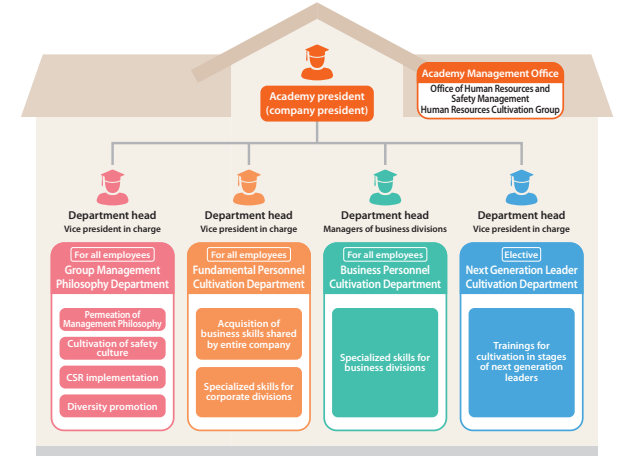 Academy president
(company president)
Academy Management Office
Office of Human Resources and
Safety Management
Human Resources Cultivation Group
Department head
Vice president in charge
For all employees
Group Management
Philosophy Department
Permeation of
Management Philosophy
Cultivation of safety
culture
CSR implementation
Diversity promotion
Department head
Vice president in charge
For all employees
Fundamental Personnel
Cultivation Department
Acquisition of
business skills shared
by entire company
Specialized skills for
corporate divisions
Department head
Managers of business divisions
For all employees
Business Personnel
Cultivation Department
Specialized skills for
business divisions
Department head
Vice president in charge
Elective
Next Generation Leader
Cultivation Department
Trainings for
cultivation in stages
of next generation
leaders